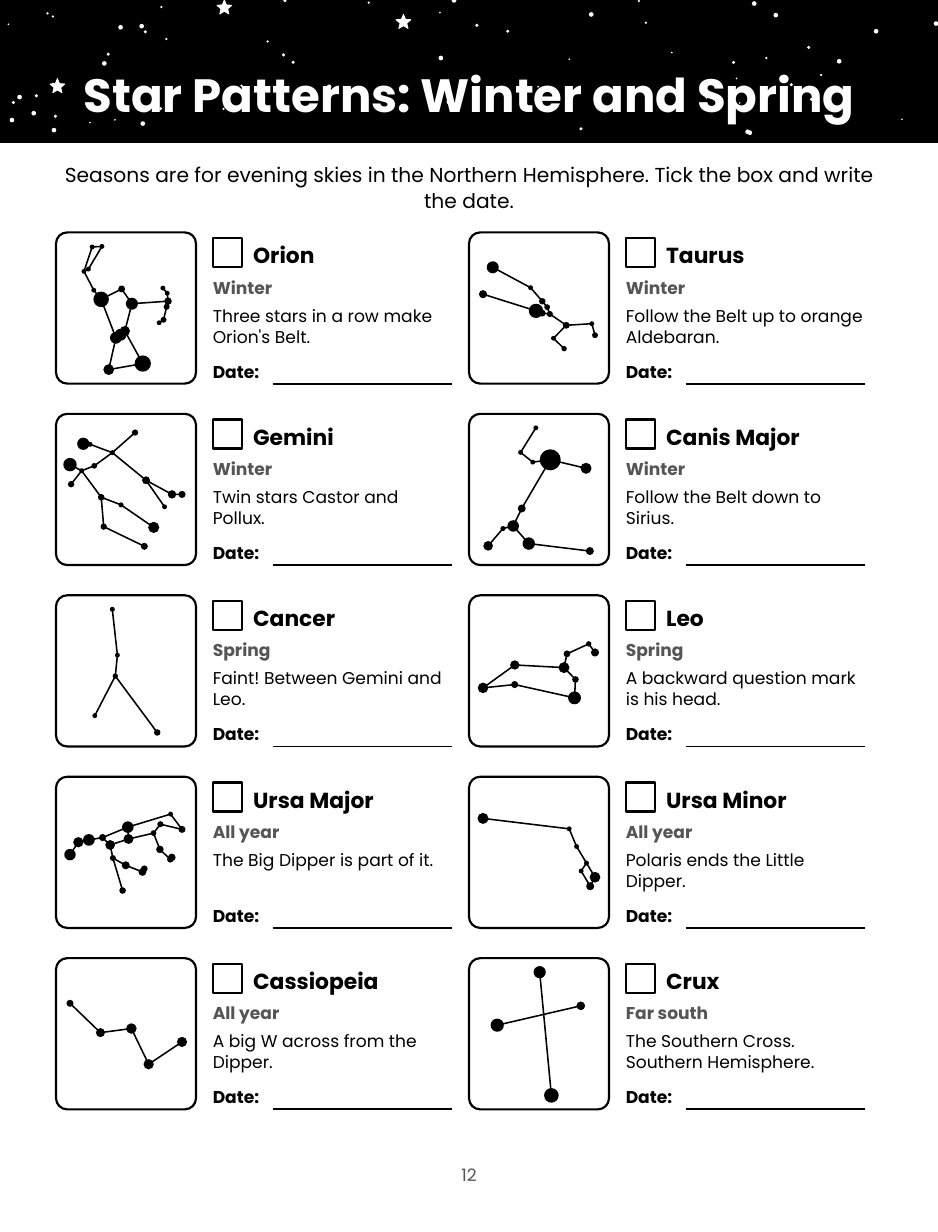 Star Patterns: Winter and Spring
Seasons are for evening skies in the Northern Hemisphere. Tick the box and write
the date.
Orion
Winter
Three stars in a row make
Orion's Belt.
Date:
Taurus
Winter
Follow the Belt up to orange
Aldebaran.
Date:
Gemini
Winter
Twin stars Castor and
Pollux.
Date:
Canis Major
Winter
Follow the Belt down to
Sirius.
Date:
Cancer
Spring
Faint! Between Gemini and
Leo.
Date:
Leo
Spring
A backward question mark
is his head.
Date:
Ursa Major
All year
The Big Dipper is part of it.
Date:
Ursa Minor
All year
Polaris ends the Little
Dipper.
Date:
Cassiopeia
All year
A big W across from the
Dipper.
Date:
Crux
Far south
The Southern Cross.
Southern Hemisphere.
Date:
12